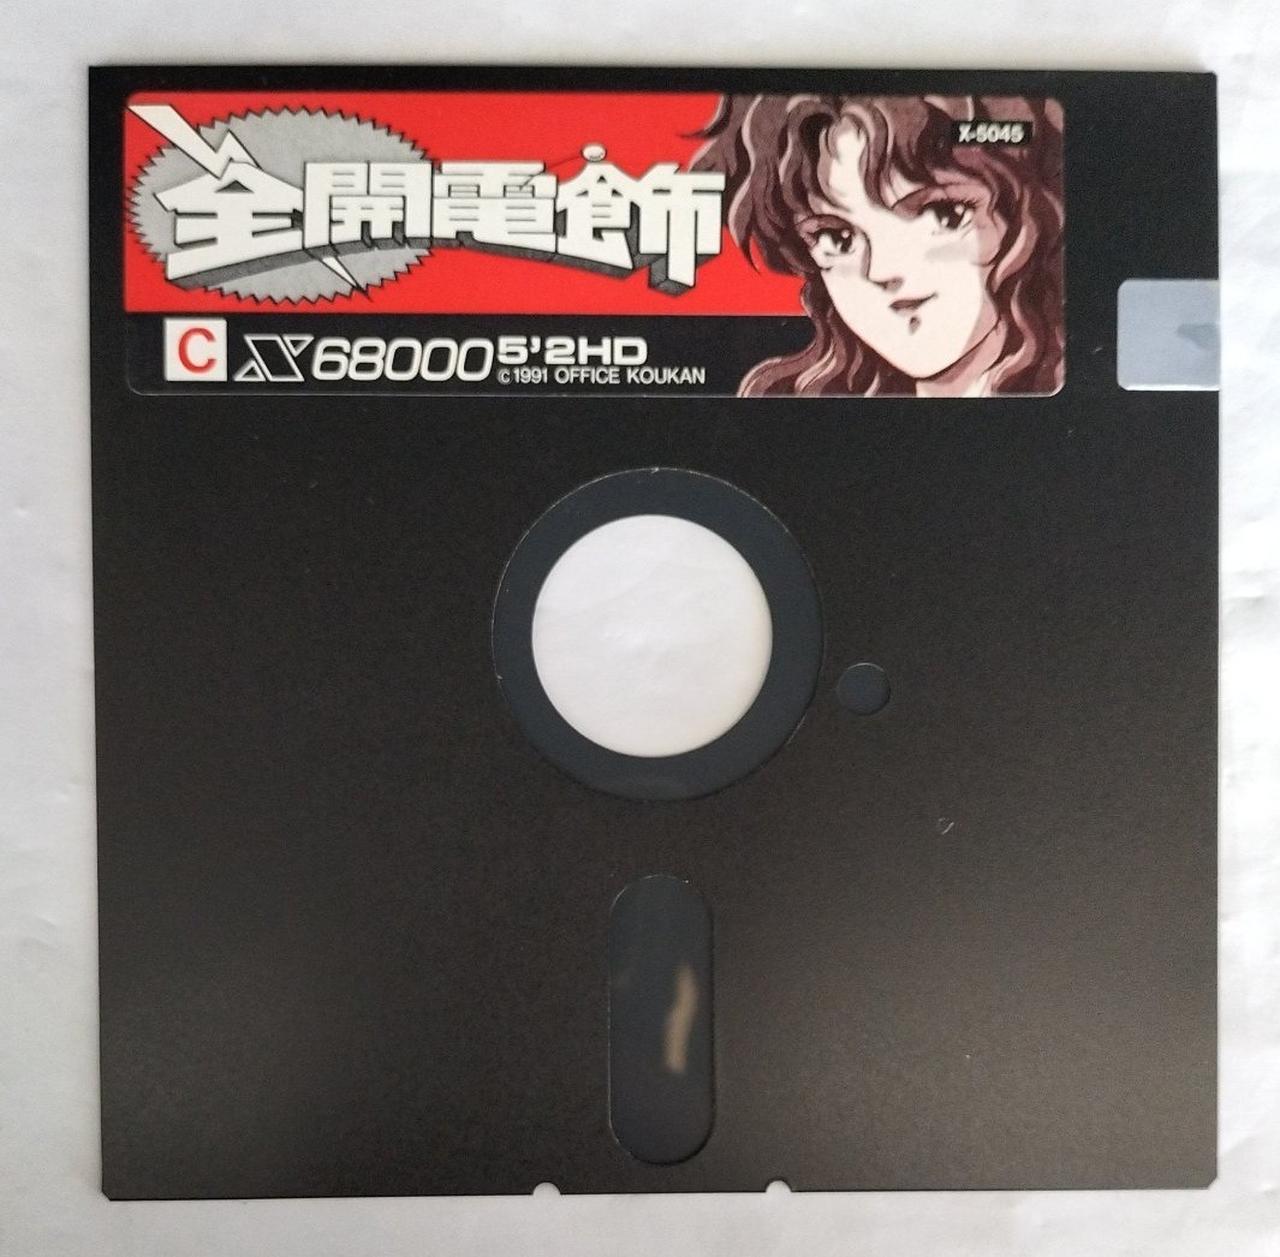 全開電飾
X-5045
C X68000 5'2HD
©1991 OFFICE KOUKAN